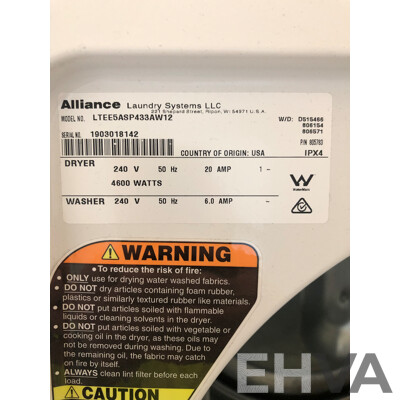 Alliance Laundry Systems LLC
221 Shepard Street, Ripon, WI 54971 U.S.A.
MODEL NO. LTEE5ASP433AW12
W/D: D515466
806154
806571
SERIAL NO. 1903018142
P/N 805783
COUNTRY OF ORIGIN: USA
IPX4
DRYER 240 V 50 Hz 20 AMP 1 -
4600 WATTS
WASHER 240 V 50 Hz 6.0 AMP -
WaterMark
WARNING
• To reduce the risk of fire:
• ONLY use for drying water washed fabrics.
• DO NOT dry articles containing foam rubber,
plastics or similarly textured rubber like materials.
• DO NOT put articles soiled with flammable
liquids or cleaning solvents in the dryer.
• DO NOT put articles soiled with vegetable or
cooking oil in the dryer, as these oils may
not be removed during washing. Due to
the remaining oil, the fabric may catch
on fire by itself.
• ALWAYS clean lint filter before each
load.
CAUTION
EHVA